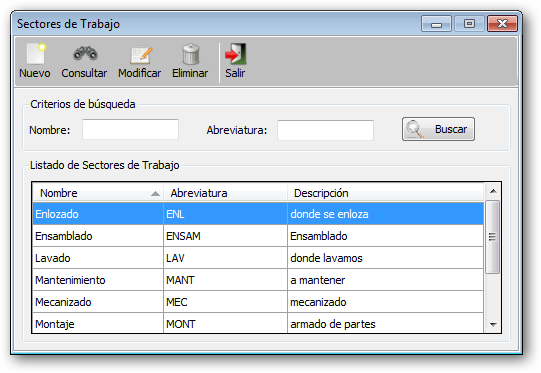 Sectores de Trabajo
Nuevo Consultar Modificar Eliminar Salir
Criterios de búsqueda
Nombre: Abreviatura: Buscar
Listado de Sectores de Trabajo
Nombre Abreviatura Descripción
Enlozado ENL donde se enloza
Ensamblado ENSAM Ensamblado
Lavado LAV donde lavamos
Mantenimiento MANT a mantener
Mecanizado MEC mecanizado
Montaje MONT armado de partes